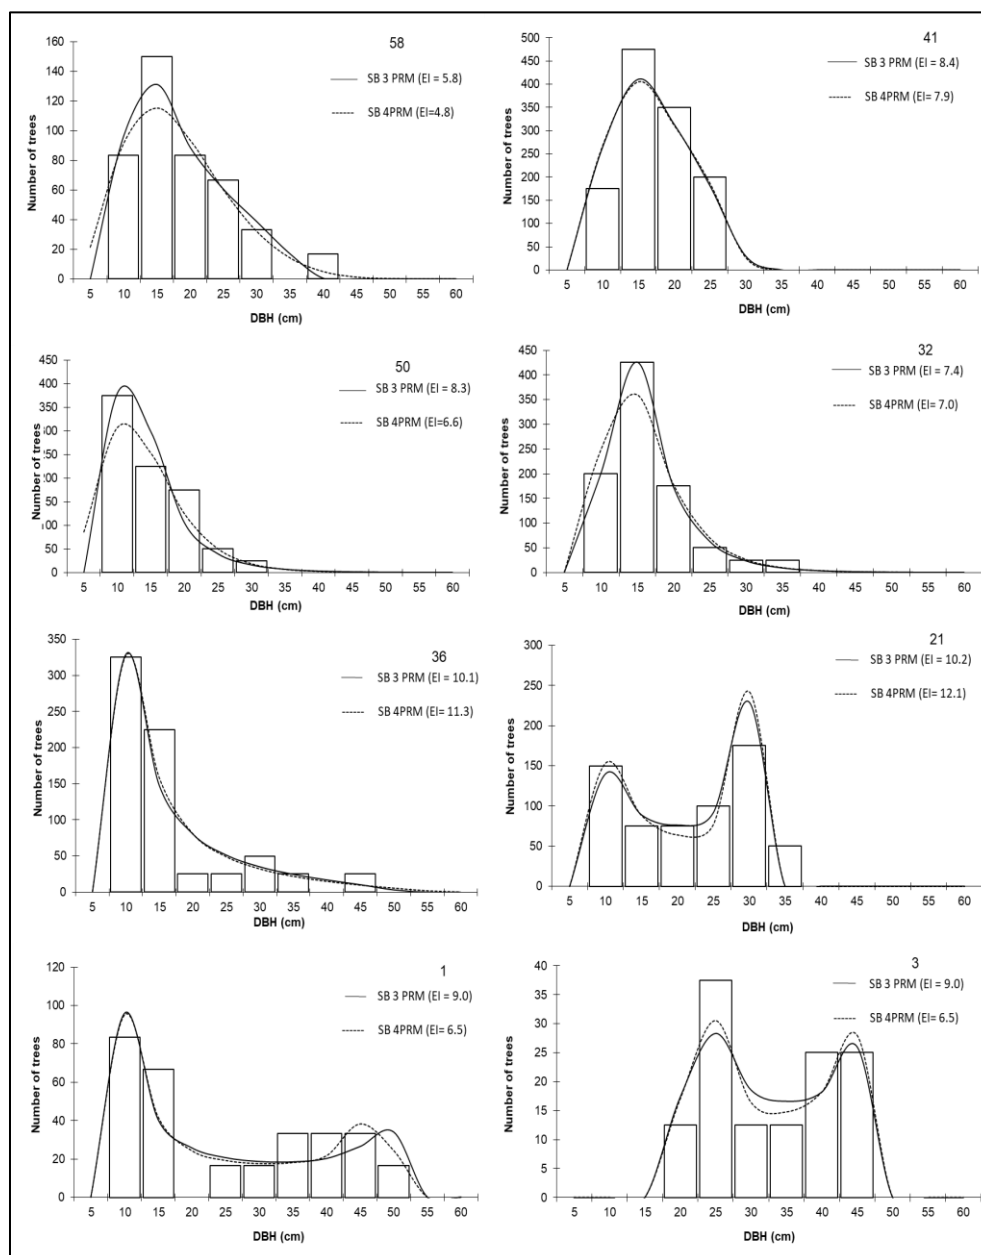 58
SB 3 PRM (EI = 5.8)
SB 4PRM (EI=4.8)
Number of trees
160
140
120
100
80
60
40
20
0
5 10 15 20 25 30 35 40 45 50 55 60
DBH (cm)
41
SB 3 PRM (EI = 8.4)
SB 4PRM (EI= 7.9)
Number of trees
500
450
400
350
300
250
200
150
100
50
0
5 10 15 20 25 30 35 40 45 50 55 60
DBH (cm)
50
SB 3 PRM (EI = 8.3)
SB 4PRM (EI=6.6)
Number of trees
450
400
350
300
250
200
150
100
50
0
5 10 15 20 25 30 35 40 45 50 55 60
DBH (cm)
32
SB 3 PRM (EI = 7.4)
SB 4PRM (EI= 7.0)
Number of trees
450
400
350
300
250
200
150
100
50
0
5 10 15 20 25 30 35 40 45 50 55 60
DBH (cm)
36
SB 3 PRM (EI = 10.1)
SB 4PRM (EI= 11.3)
Number of trees
350
300
250
200
150
100
50
0
5 10 15 20 25 30 35 40 45 50 55 60
DBH (cm)
21
SB 3 PRM (EI = 10.2)
SB 4PRM (EI= 12.1)
Number of trees
300
250
200
150
100
50
0
5 10 15 20 25 30 35 40 45 50 55 60
DBH (cm)
1
SB 3 PRM (EI = 9.0)
SB 4PRM (EI= 6.5)
Number of trees
120
100
80
60
40
20
0
5 10 15 20 25 30 35 40 45 50 55 60
DBH (cm)
3
SB 3 PRM (EI = 9.0)
SB 4PRM (EI= 6.5)
Number of trees
40
35
30
25
20
15
10
5
0
5 10 15 20 25 30 35 40 45 50 55 60
DBH (cm)